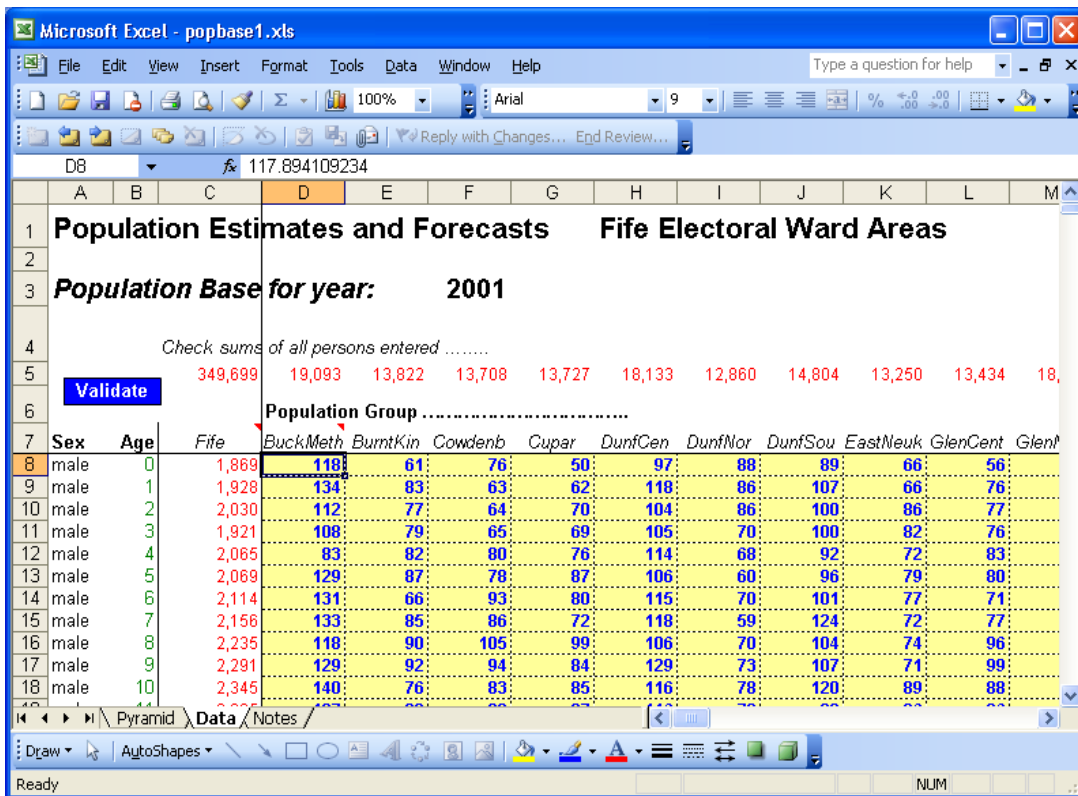 Microsoft Excel - popbase1.xls
File Edit View Insert Format Tools Data Window Help Type a question for help
100% Arial 9
Reply with Changes... End Review...
D8 fx 117.894109234
A B C D E F G H I J K L M
1 Population Estimates and Forecasts Fife Electoral Ward Areas
2
3 Population Base for year: 2001
4 Check sums of all persons entered ........
5 349,699 19,093 13,822 13,708 13,727 18,133 12,860 14,804 13,250 13,434 18,
Validate
6 Population Group ................................
7 Sex Age Fife BuckMeth BurntKin Cowdenb Cupar DunfCen DunfNor DunfSou EastNeuk GlenCent
8 male 0 1,869 118 61 76 50 97 88 89 66 56
9 male 1 1,928 134 83 63 62 118 86 107 66 76
10 male 2 2,030 112 77 64 70 104 86 100 86 77
11 male 3 1,921 108 79 65 69 105 70 100 82 76
12 male 4 2,065 83 82 80 76 114 68 92 72 83
13 male 5 2,069 129 87 78 87 106 60 96 79 80
14 male 6 2,114 131 66 93 80 115 70 101 77 71
15 male 7 2,156 133 85 86 72 118 59 124 72 77
16 male 8 2,235 118 90 105 99 106 70 104 74 96
17 male 9 2,291 129 92 94 84 129 73 107 71 99
18 male 10 2,345 140 76 83 85 116 78 120 89 88
Pyramid Data Notes
Draw AutoShapes
Ready NUM